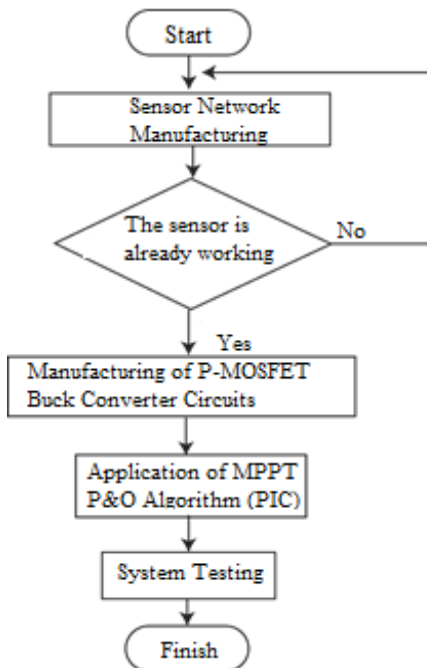 Start
Sensor Network
Manufacturing
The sensor is
already working
No
Yes
Manufacturing of P-MOSFET
Buck Converter Circuits
Application of MPPT
P&O Algorithm (PIC)
System Testing
Finish